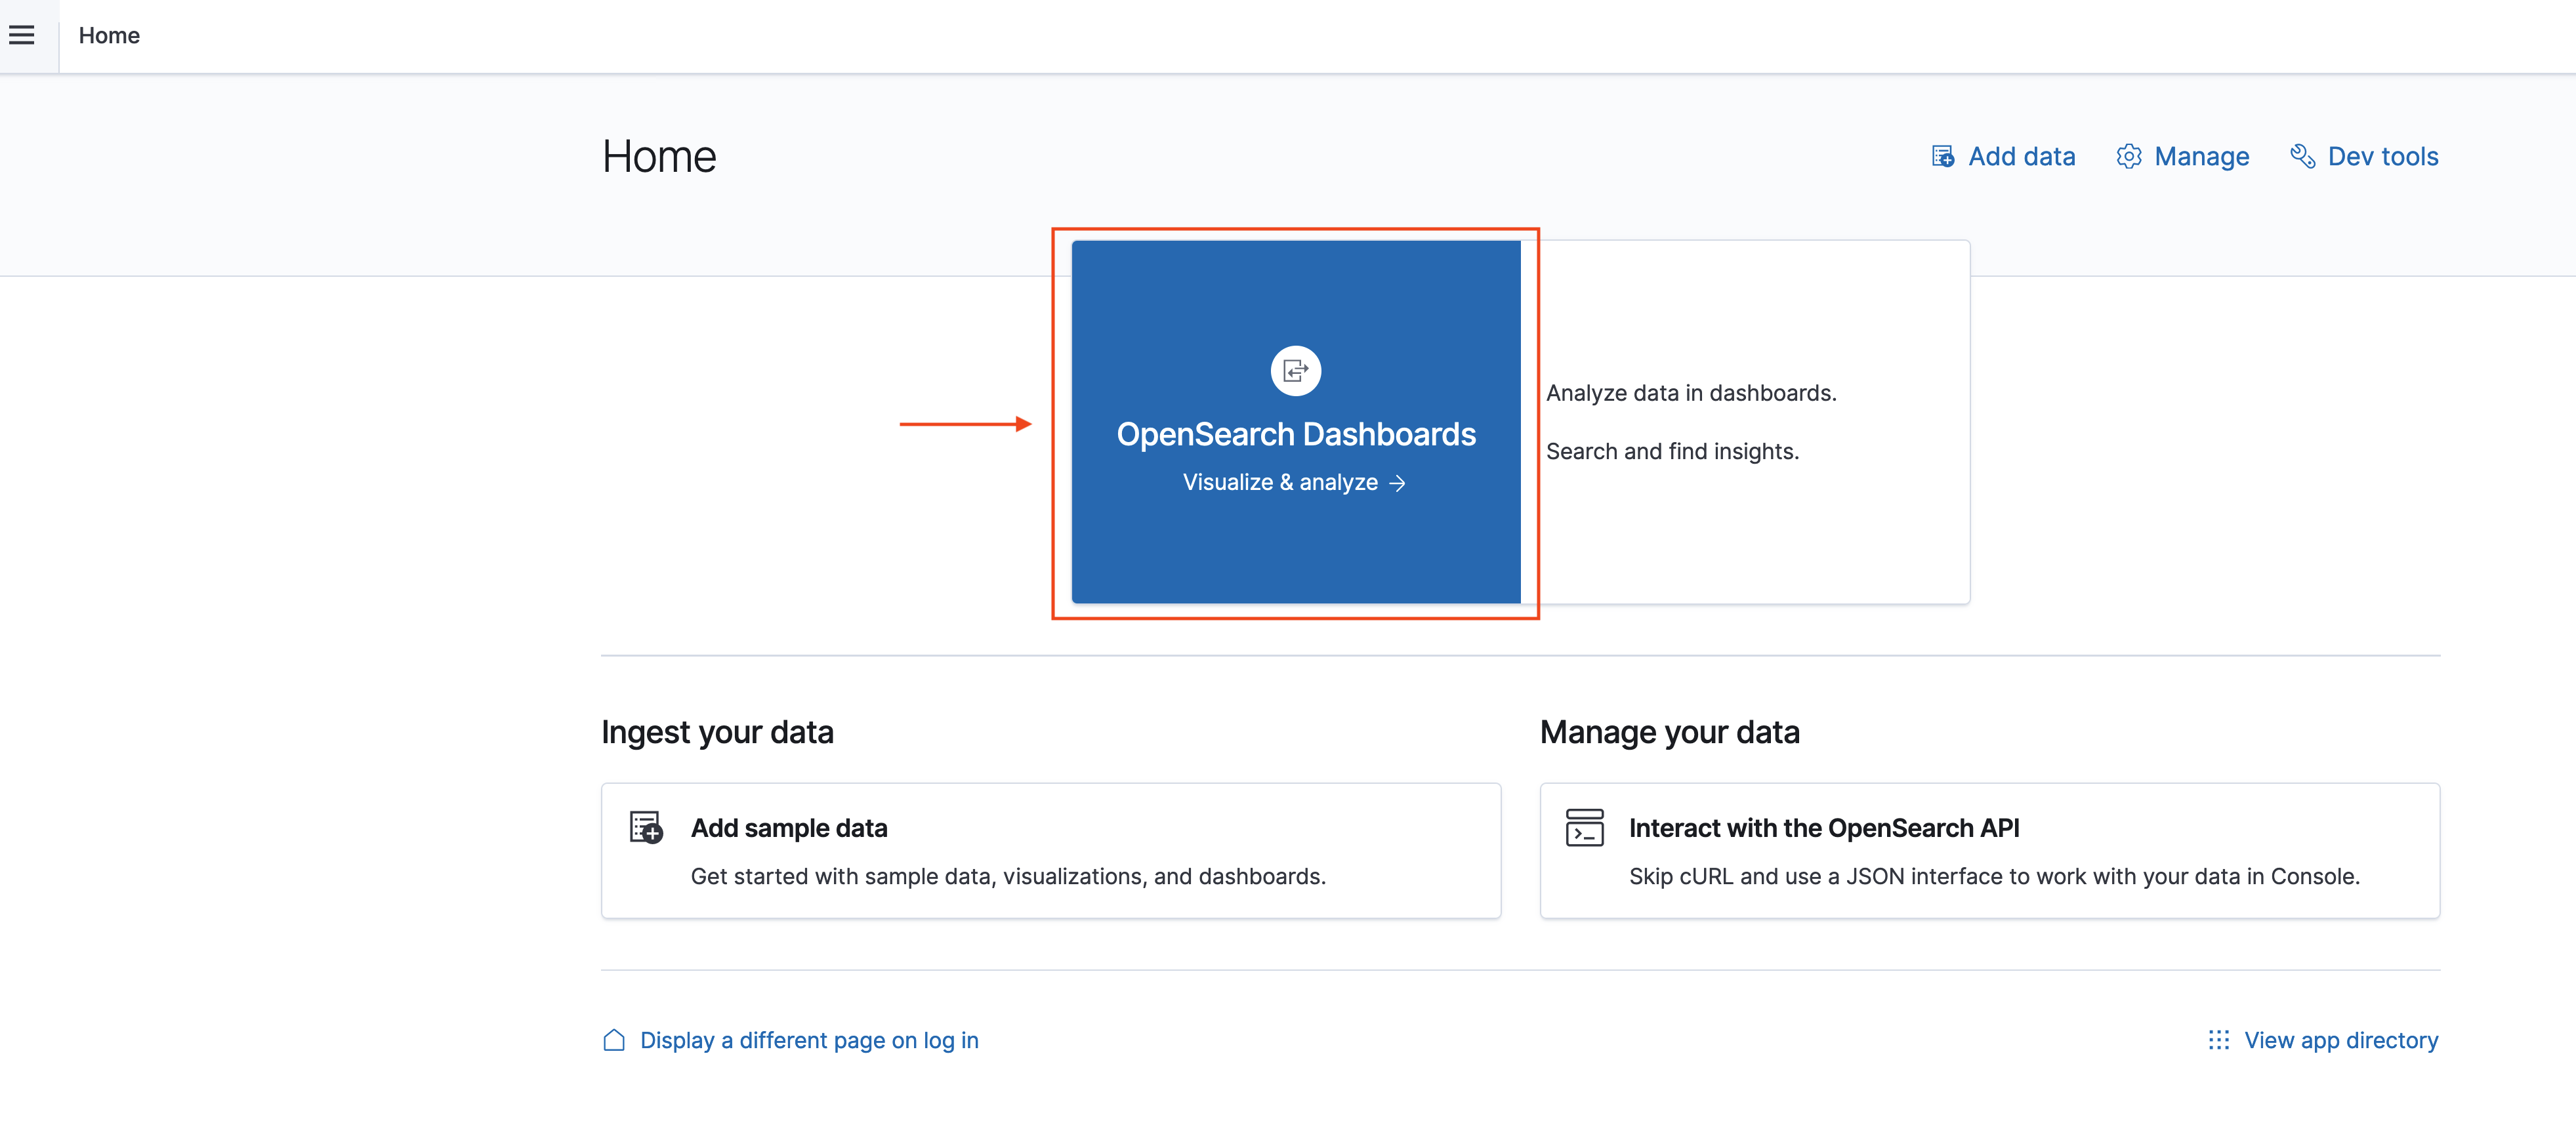 Home
Home
Add data
Manage
Dev tools
OpenSearch Dashboards
Visualize & analyze
Analyze data in dashboards.
Search and find insights.
Ingest your data
Add sample data
Get started with sample data, visualizations, and dashboards.
Manage your data
Interact with the OpenSearch API
Skip cURL and use a JSON interface to work with your data in Console.
Display a different page on log in
View app directory